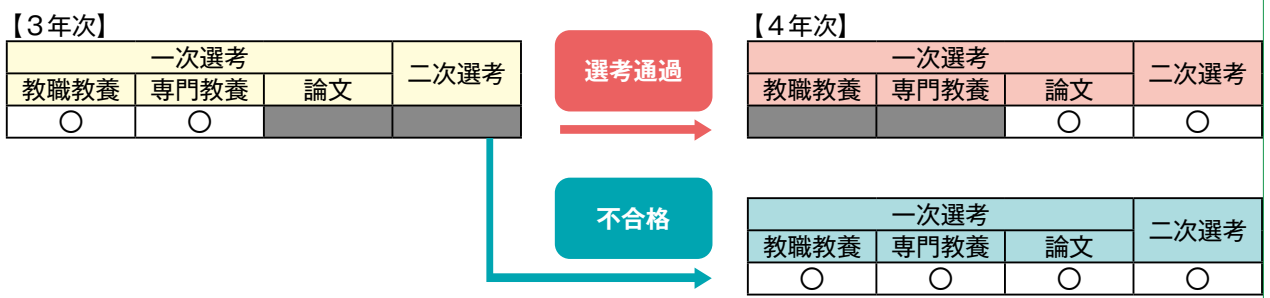 【3年次】
一次選考
二次選考
教職教養 専門教養 論文
〇 〇
選考通過
不合格
【4年次】
一次選考
二次選考
教職教養 専門教養 論文
〇 〇
一次選考
二次選考
教職教養 専門教養 論文
〇 〇 〇 〇